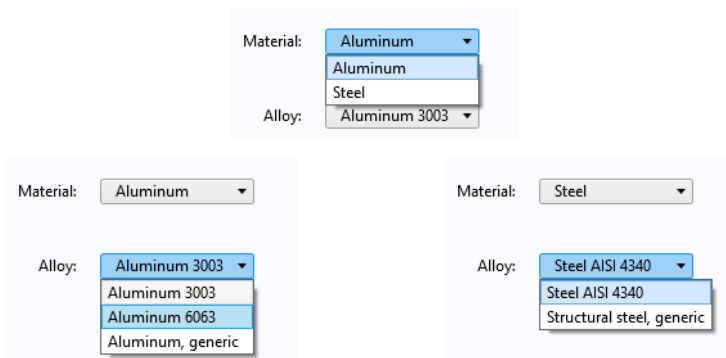 Material: Aluminum
Aluminum
Steel
Alloy: Aluminum 3003
Material: Aluminum
Alloy: Aluminum 3003
Aluminum 3003
Aluminum 6063
Aluminum, generic
Material: Steel
Alloy: Steel AISI 4340
Steel AISI 4340
Structural steel, generic